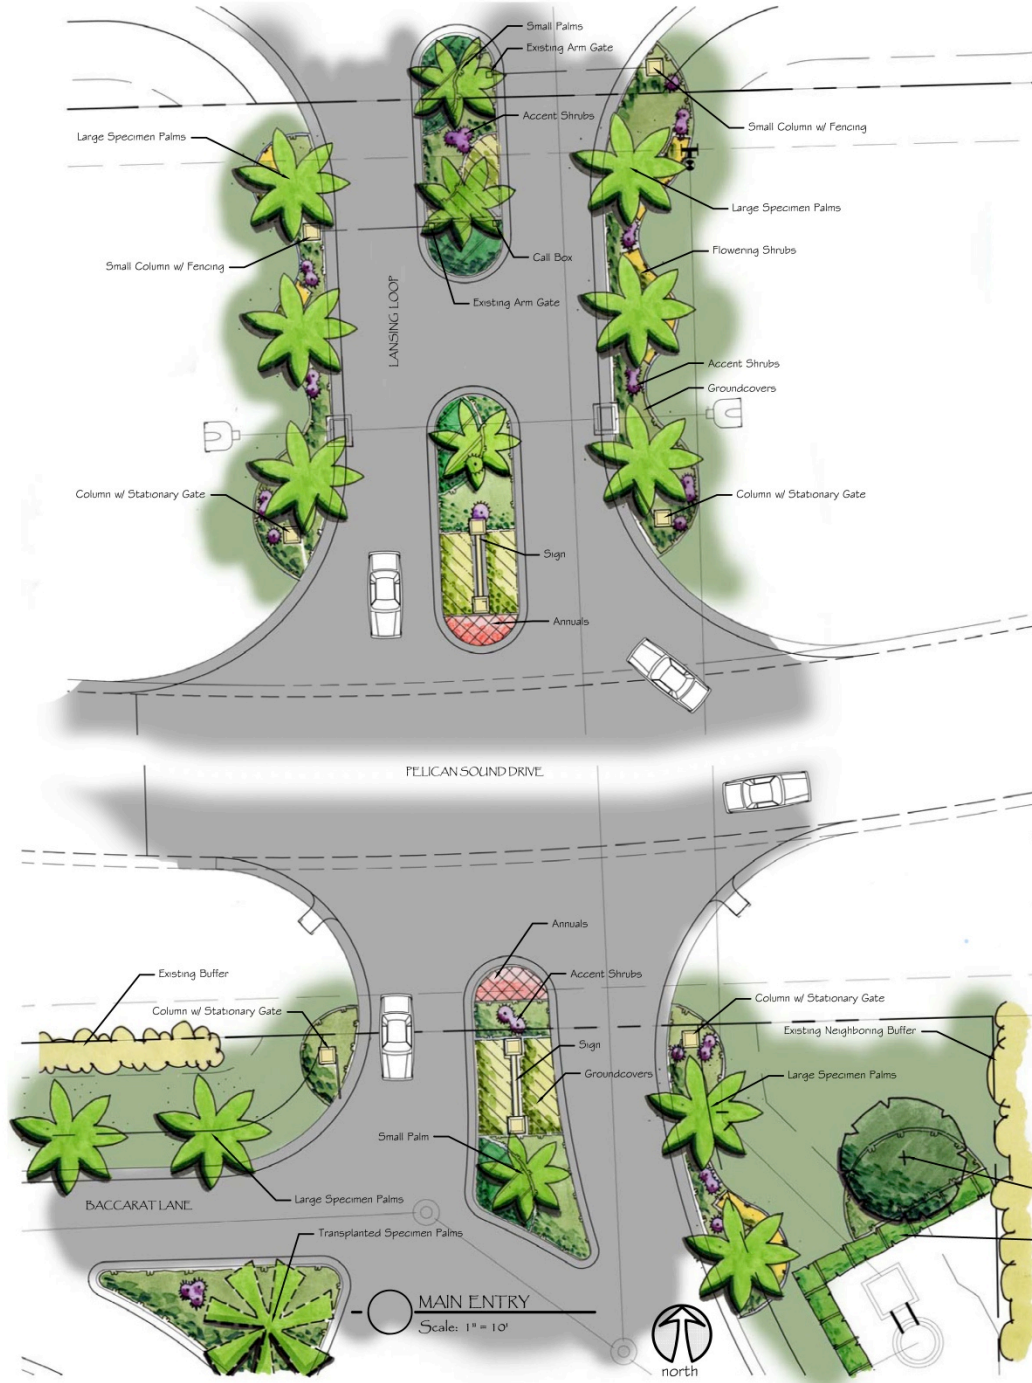 Small Palms
Existing Arm Gate
Accent Shrubs
Small Column w/ Fencing
Large Specimen Palms
Large Specimen Palms
Flowering Shrubs
Call Box
Small Column w/ Fencing
Existing Arm Gate
LANSING LOOP
Accent Shrubs
Groundcovers
Column w/ Stationary Gate
Column w/ Stationary Gate
Sign
Annuals
PELICAN SOUND DRIVE
Annuals
Existing Buffer
Accent Shrubs
Column w/ Stationary Gate
Column w/ Stationary Gate
Existing Neighboring Buffer
Sign
Groundcovers
Large Specimen Palms
Small Palm
Large Specimen Palms
BACCARAT LANE
Transplanted Specimen Palms
MAIN ENTRY
Scale: 1" = 10'
north